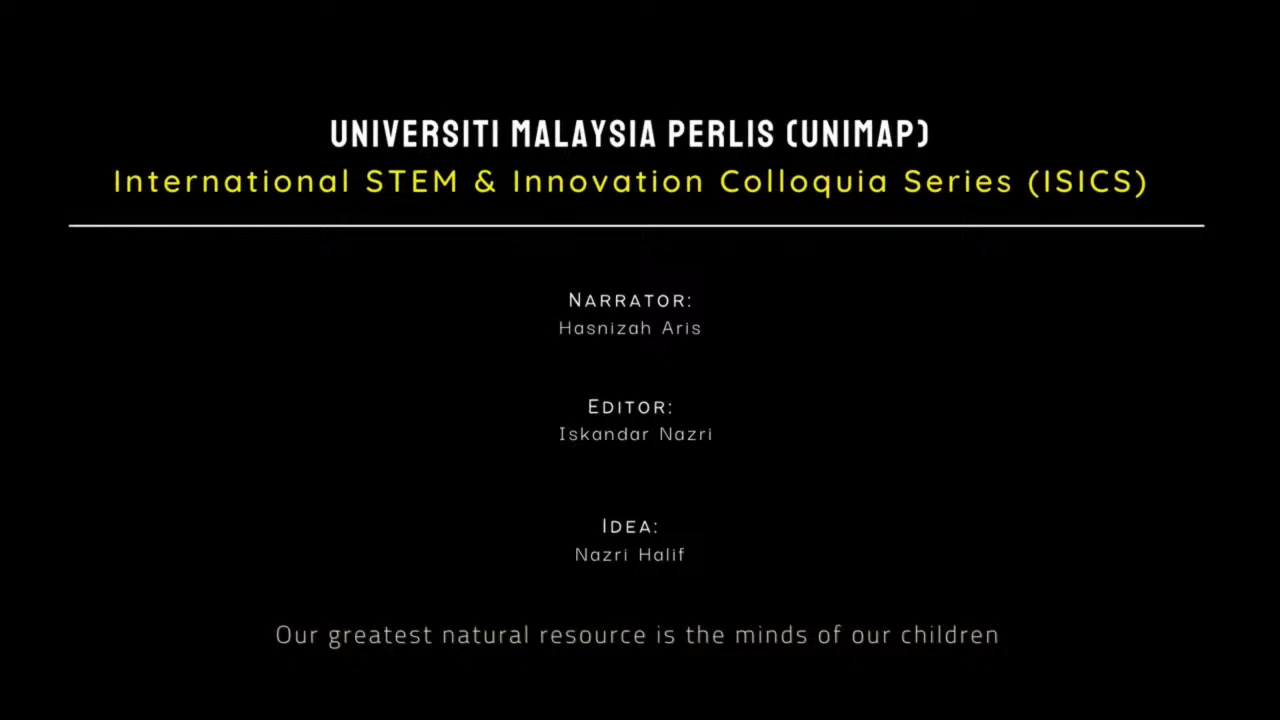 UNIVERSITI MALAYSIA PERLIS (UNIMAP)
International STEM & Innovation Colloquia Series (ISICS)
NARRATOR:
Hasnizah Aris
EDITOR:
Iskandar Nazri
IDEA:
Nazri Halif
Our greatest natural resource is the minds of our children